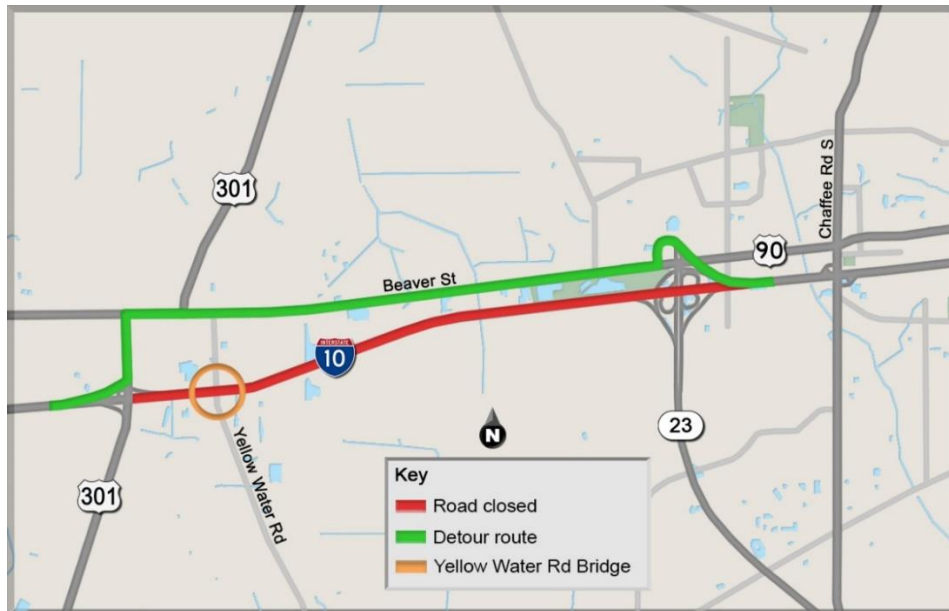 301
Chaffee Rd S
90
Beaver St
INTERSTATE
10
N
23
301
Yellow Water Rd
Key
Road closed
Detour route
Yellow Water Rd Bridge